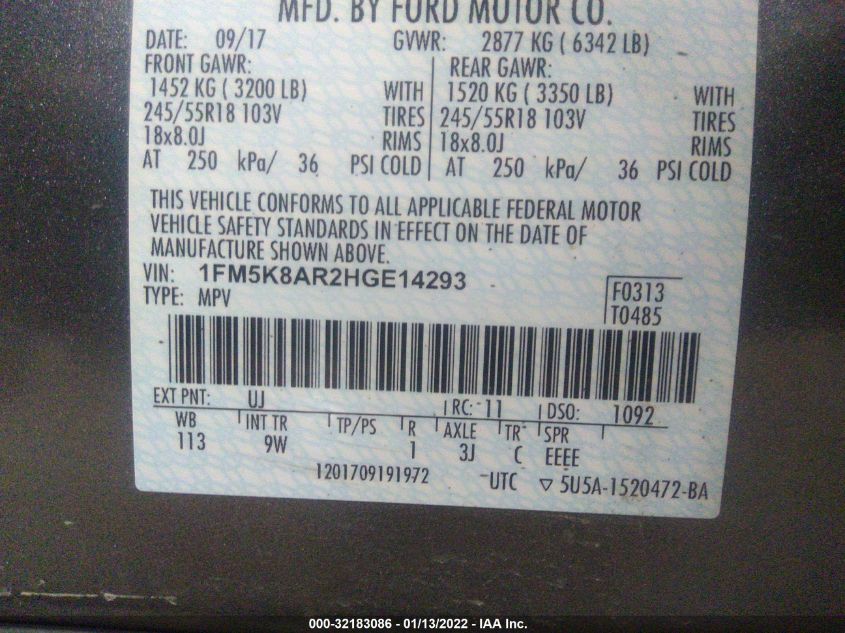 MFD. BY FORD MOTOR CO.
DATE: 09/17 GVWR: 2877 KG ( 6342 LB)
FRONT GAWR: REAR GAWR:
1452 KG ( 3200 LB) WITH 1520 KG ( 3350 LB) WITH
245/55R18 103V TIRES 245/55R18 103V TIRES
18x8.0J RIMS 18x8.0J RIMS
AT 250 kPa/ 36 PSI COLD AT 250 kPa/ 36 PSI COLD
THIS VEHICLE CONFORMS TO ALL APPLICABLE FEDERAL MOTOR
VEHICLE SAFETY STANDARDS IN EFFECT ON THE DATE OF
MANUFACTURE SHOWN ABOVE.
VIN: 1FM5K8AR2HGE14293
TYPE: MPV
F0313
T0485
EXT PNT: UJ RC: 11 DSO: 1092
WB INT TR TP/PS R AXLE TR SPR
113 9W 1 3J C EEEE
1201709191972 UTC ▽ 5U5A-1520472-BA
000-32183086 - 01/13/2022 - IAA Inc.